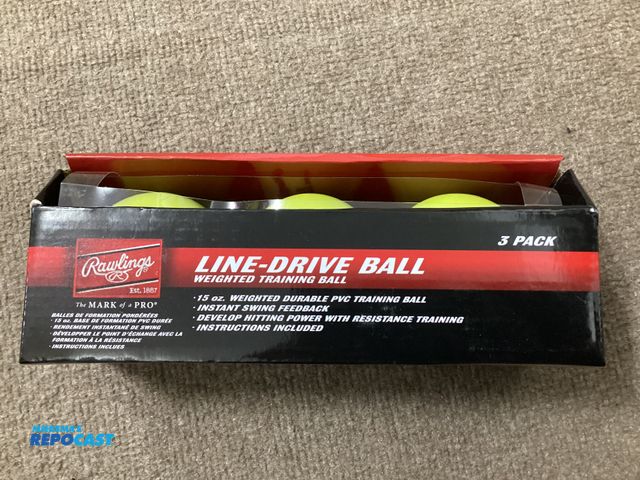 3 PACK
Rawlings
EST. 1887
The MARK of a PRO®
LINE-DRIVE BALL
WEIGHTED TRAINING BALL
· 15 oz. WEIGHTED DURABLE PVC TRAINING BALL
· INSTANT SWING FEEDBACK
· DEVELOP HITTING POWER WITH RESISTANCE TRAINING
· INSTRUCTIONS INCLUDED
BALLES DE FORMATION PONDÉRÉES
· 15 oz. BASE DE FORMATION PVC DURÉE
· RENDEMENT INSTANTANÉ DE SWING
· DÉVELOPPER LE POINT D'ÉCHANGE AVEC LA
FORMATION À LA RÉSISTANCE
· INSTRUCTIONS INCLUES
REPOCAST